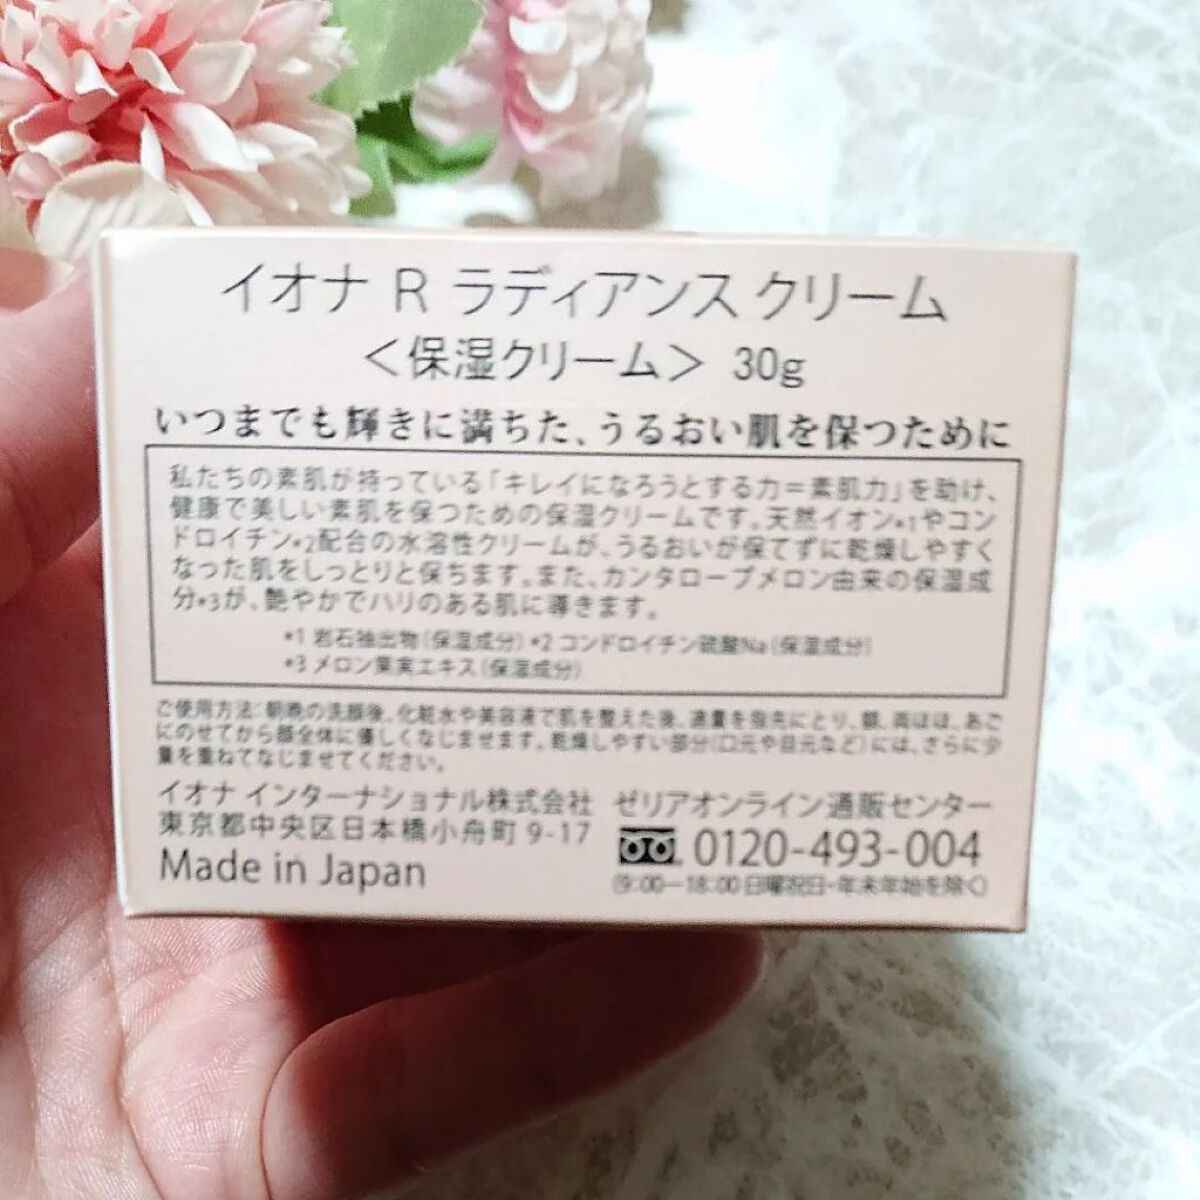 イオナ R ラディアンス クリーム
＜保湿クリーム＞ 30g
いつまでも輝きに満ちた、うるおい肌を保つために
私たちの素肌が持っている「キレイになろうとする力＝素肌力」を助け、
健康で美しい素肌を保つための保湿クリームです。天然イオン*1やコン
ドロイチン*2配合の水溶性クリームが、うるおいが保てずに乾燥しやすく
なった肌をしっとりと保ちます。また、カンタロープメロン由来の保湿成
分*3が、艶やかでハリのある肌に導きます。
*1 岩石抽出物（保湿成分） *2 コンドロイチン硫酸Na（保湿成分）
*3 メロン果実エキス（保湿成分）
ご使用方法：朝晩の洗顔後、化粧水や美容液で肌を整えた後、適量を指先にとり、額、両ほほ、あご
にのせてから顔全体に優しくなじませます。乾燥しやすい部分（口元や目元など）には、さらに少
量を重ねてなじませてください。
イオナ インターナショナル株式会社
東京都中央区日本橋小舟町 9-17
Made in Japan
ゼリアオンライン通販センター
0120-493-004
（9:00－18:00 日曜祝日・年末年始を除く）